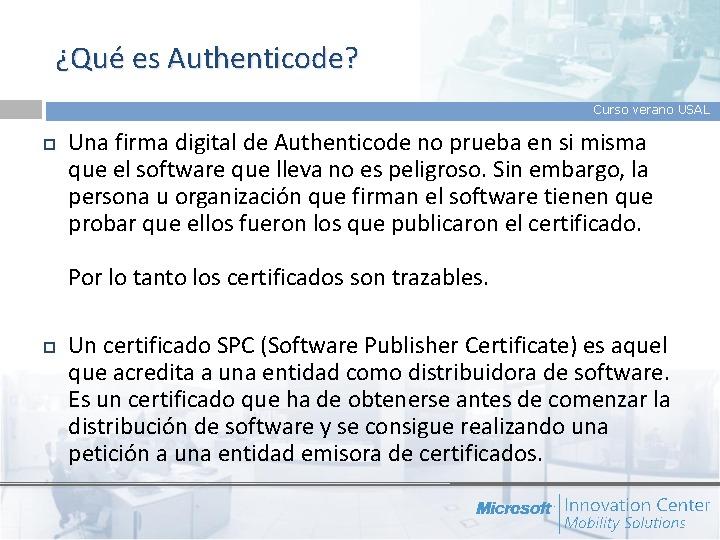 ¿Qué es Authenticode?
Curso verano USAL
Una firma digital de Authenticode no prueba en si misma
que el software que lleva no es peligroso. Sin embargo, la
persona u organización que firman el software tienen que
probar que ellos fueron los que publicaron el certificado.
Por lo tanto los certificados son trazables.
Un certificado SPC (Software Publisher Certificate) es aquel
que acredita a una entidad como distribuidora de software.
Es un certificado que ha de obtenerse antes de comenzar la
distribución de software y se consigue realizando una
petición a una entidad emisora de certificados.
Microsoft Innovation Center
Mobility Solutions